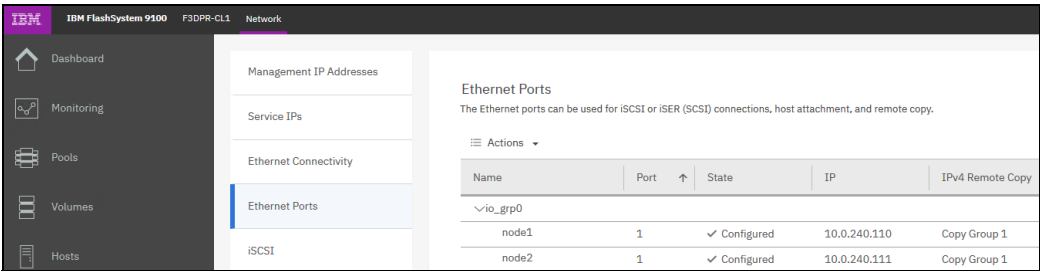 IBM IBM FlashSystem 9100 F3DPR-CL1 Network
Dashboard
Monitoring
Pools
Volumes
Hosts
Management IP Addresses
Service IPs
Ethernet Connectivity
Ethernet Ports
iSCSI
Ethernet Ports
The Ethernet ports can be used for iSCSI or iSER (SCSI) connections, host attachment, and remote copy.
Actions
Name Port State IP IPv4 Remote Copy
io_grp0
node1 1 Configured 10.0.240.110 Copy Group 1
node2 1 Configured 10.0.240.111 Copy Group 1